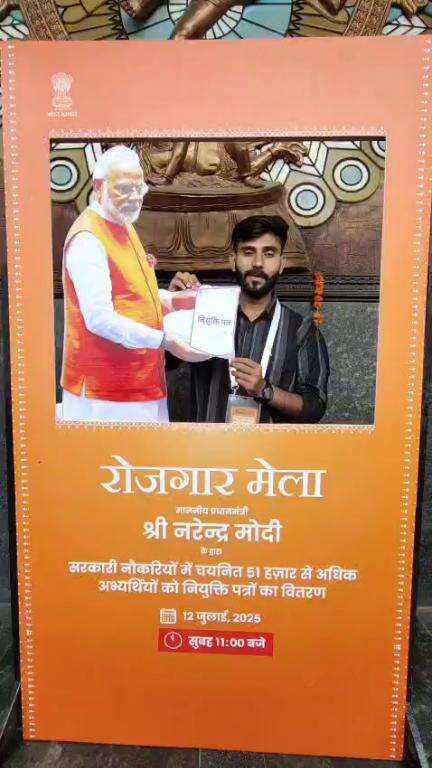 नियुक्ति पत्र
रोजगार मेला
माननीय प्रधानमंत्री
श्री नरेन्द्र मोदी
के द्वारा
सरकारी नौकरियों में चयनित 51 हज़ार से अधिक
अभ्यर्थियों को नियुक्ति पत्रों का वितरण
12 जुलाई, 2025
सुबह 11:00 बजे